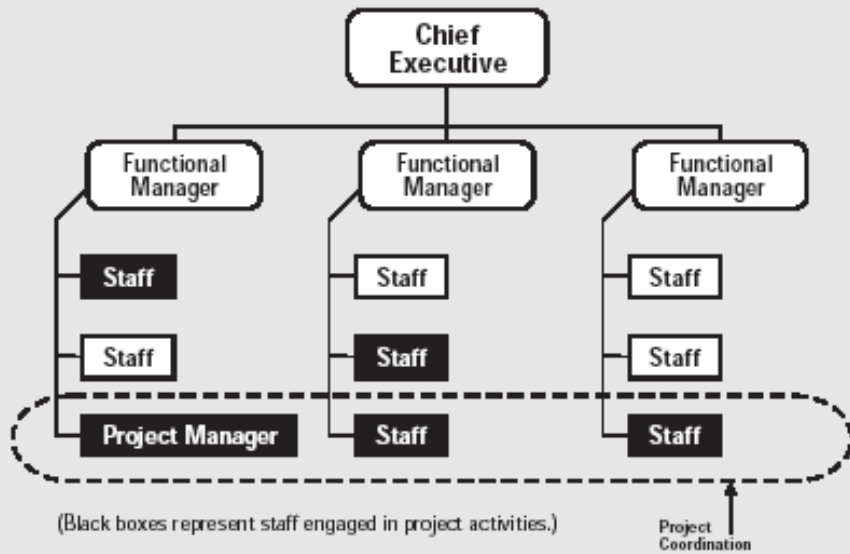 Chief
Executive
Functional
Manager
Functional
Manager
Functional
Manager
Staff
Staff
Staff
Staff
Staff
Staff
Project Manager
Staff
Staff
(Black boxes represent staff engaged in project activities.)
Project
Coordination